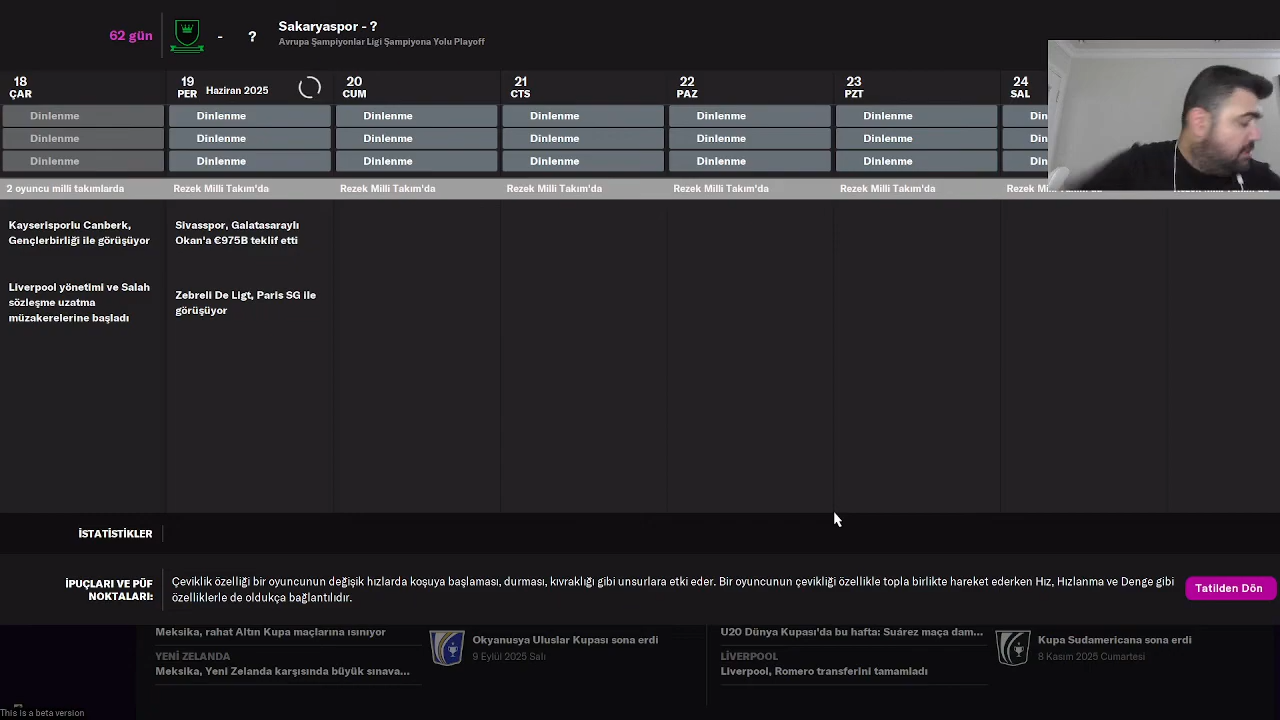 62 gün
-
?
Sakaryaspor - ?
Avrupa Şampiyonlar Ligi Şampiyona Yolu Playoff
18
ÇAR
19
PER
Haziran 2025
20
CUM
21
CTS
22
PAZ
23
PZT
24
SAL
Dinlenme
Dinlenme
Dinlenme
Dinlenme
Dinlenme
Dinlenme
Din
Dinlenme
Dinlenme
Dinlenme
Dinlenme
Dinlenme
Dinlenme
Din
Dinlenme
Dinlenme
Dinlenme
Dinlenme
Dinlenme
Dinlenme
Din
2 oyuncu milli takımlarda
Rezek Milli Takım'da
Rezek Milli Takım'da
Rezek Milli Takım'da
Rezek Milli Takım'da
Rezek Milli Takım'da
Kayserisporlu Canberk,
Gençlerbirliği ile görüşüyor
Liverpool yönetimi ve Salah
sözleşme uzatma
müzakerelerine başladı
Sivasspor, Galatasaraylı
Okan'a €975B teklif etti
Zebreli De Ligt, Paris SG ile
görüşüyor
İSTATİSTİKLER
İPUÇLARI VE PÜF
NOKTALARI:
Çeviklik özelliği bir oyuncunun değişik hızlarda koşuya başlaması, durması, kıvraklığı gibi unsurlara etki eder. Bir oyuncunun çevikliği özellikle topla birlikte hareket ederken Hız, Hızlanma ve Denge gibi
özelliklerle de oldukça bağlantılıdır.
Tatilden Dön
Meksika, rahat Altın Kupa maçlarına ısınıyor
YENİ ZELANDA
Meksika, Yeni Zelanda karşısında büyük sınava...
Okyanusya Uluslar Kupası sona erdi
9 Eylül 2025 Salı
U20 Dünya Kupası'da bu hafta: Suárez maça dam...
LİVERPOOL
Liverpool, Romero transferini tamamladı
Kupa Sudamericana sona erdi
8 Kasım 2025 Cumartesi
This is a beta version